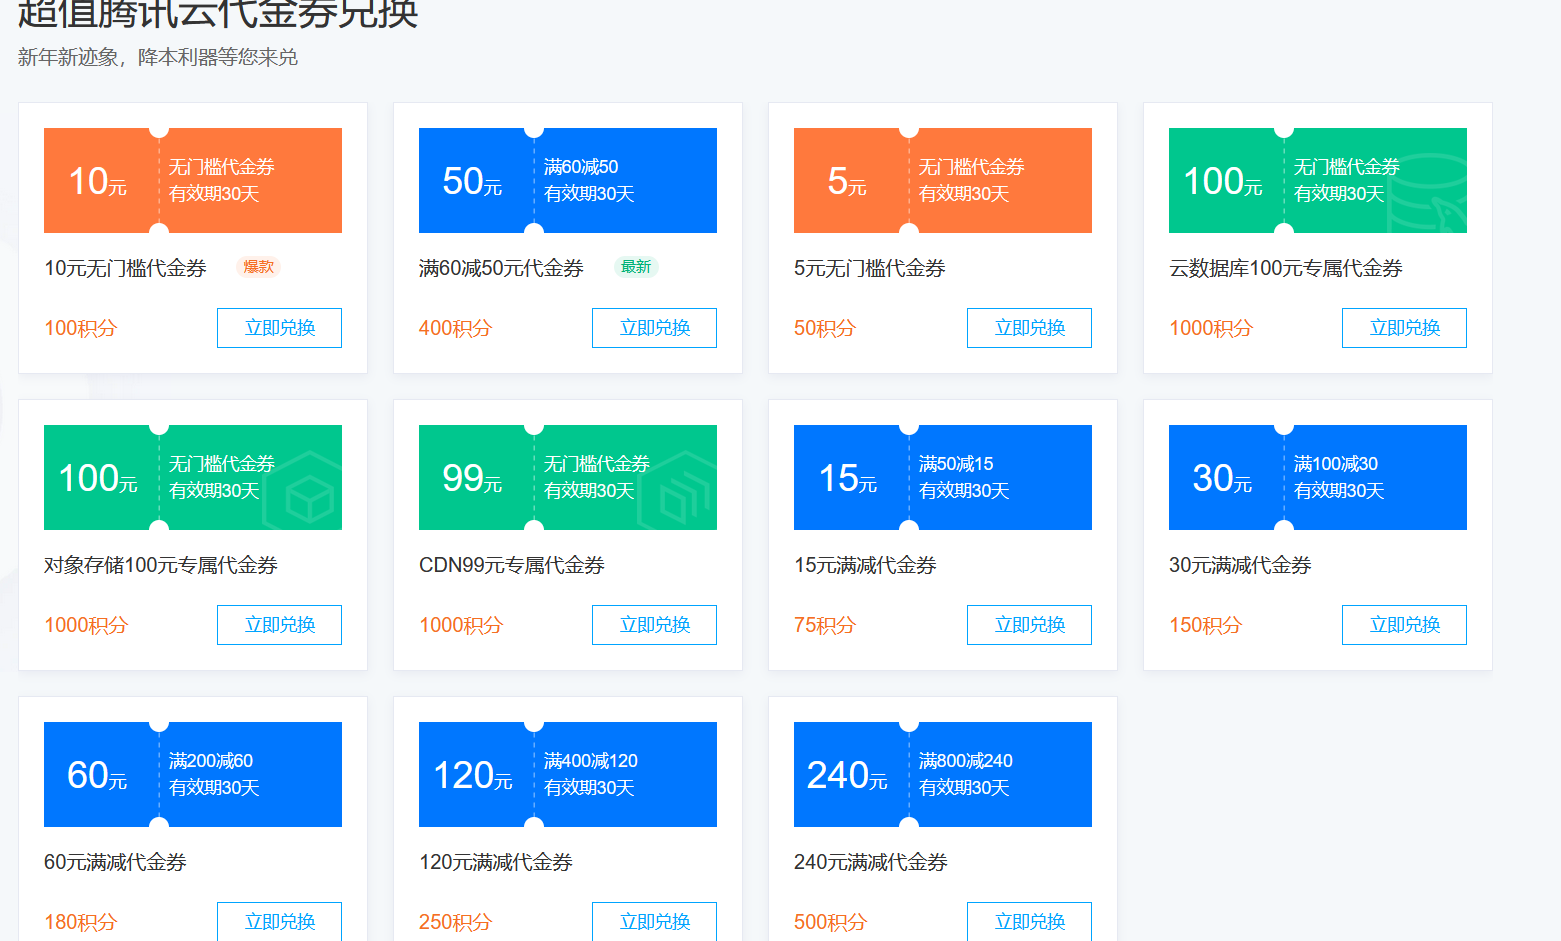 超值腾讯云代金券兑换
新年新迹象，降本利器等您来兑
10元
无门槛代金券
有效期30天
10元无门槛代金券 爆款
100积分 立即兑换
50元
满60减50
有效期30天
满60减50元代金券 最新
400积分 立即兑换
5元
无门槛代金券
有效期30天
5元无门槛代金券
50积分 立即兑换
100元
无门槛代金券
有效期30天
云数据库100元专属代金券
1000积分 立即兑换
100元
无门槛代金券
有效期30天
对象存储100元专属代金券
1000积分 立即兑换
99元
无门槛代金券
有效期30天
CDN99元专属代金券
1000积分 立即兑换
15元
满50减15
有效期30天
15元满减代金券
75积分 立即兑换
30元
满100减30
有效期30天
30元满减代金券
150积分 立即兑换
60元
满200减60
有效期30天
60元满减代金券
180积分 立即兑换
120元
满400减120
有效期30天
120元满减代金券
250积分 立即兑换
240元
满800减240
有效期30天
240元满减代金券
500积分 立即兑换